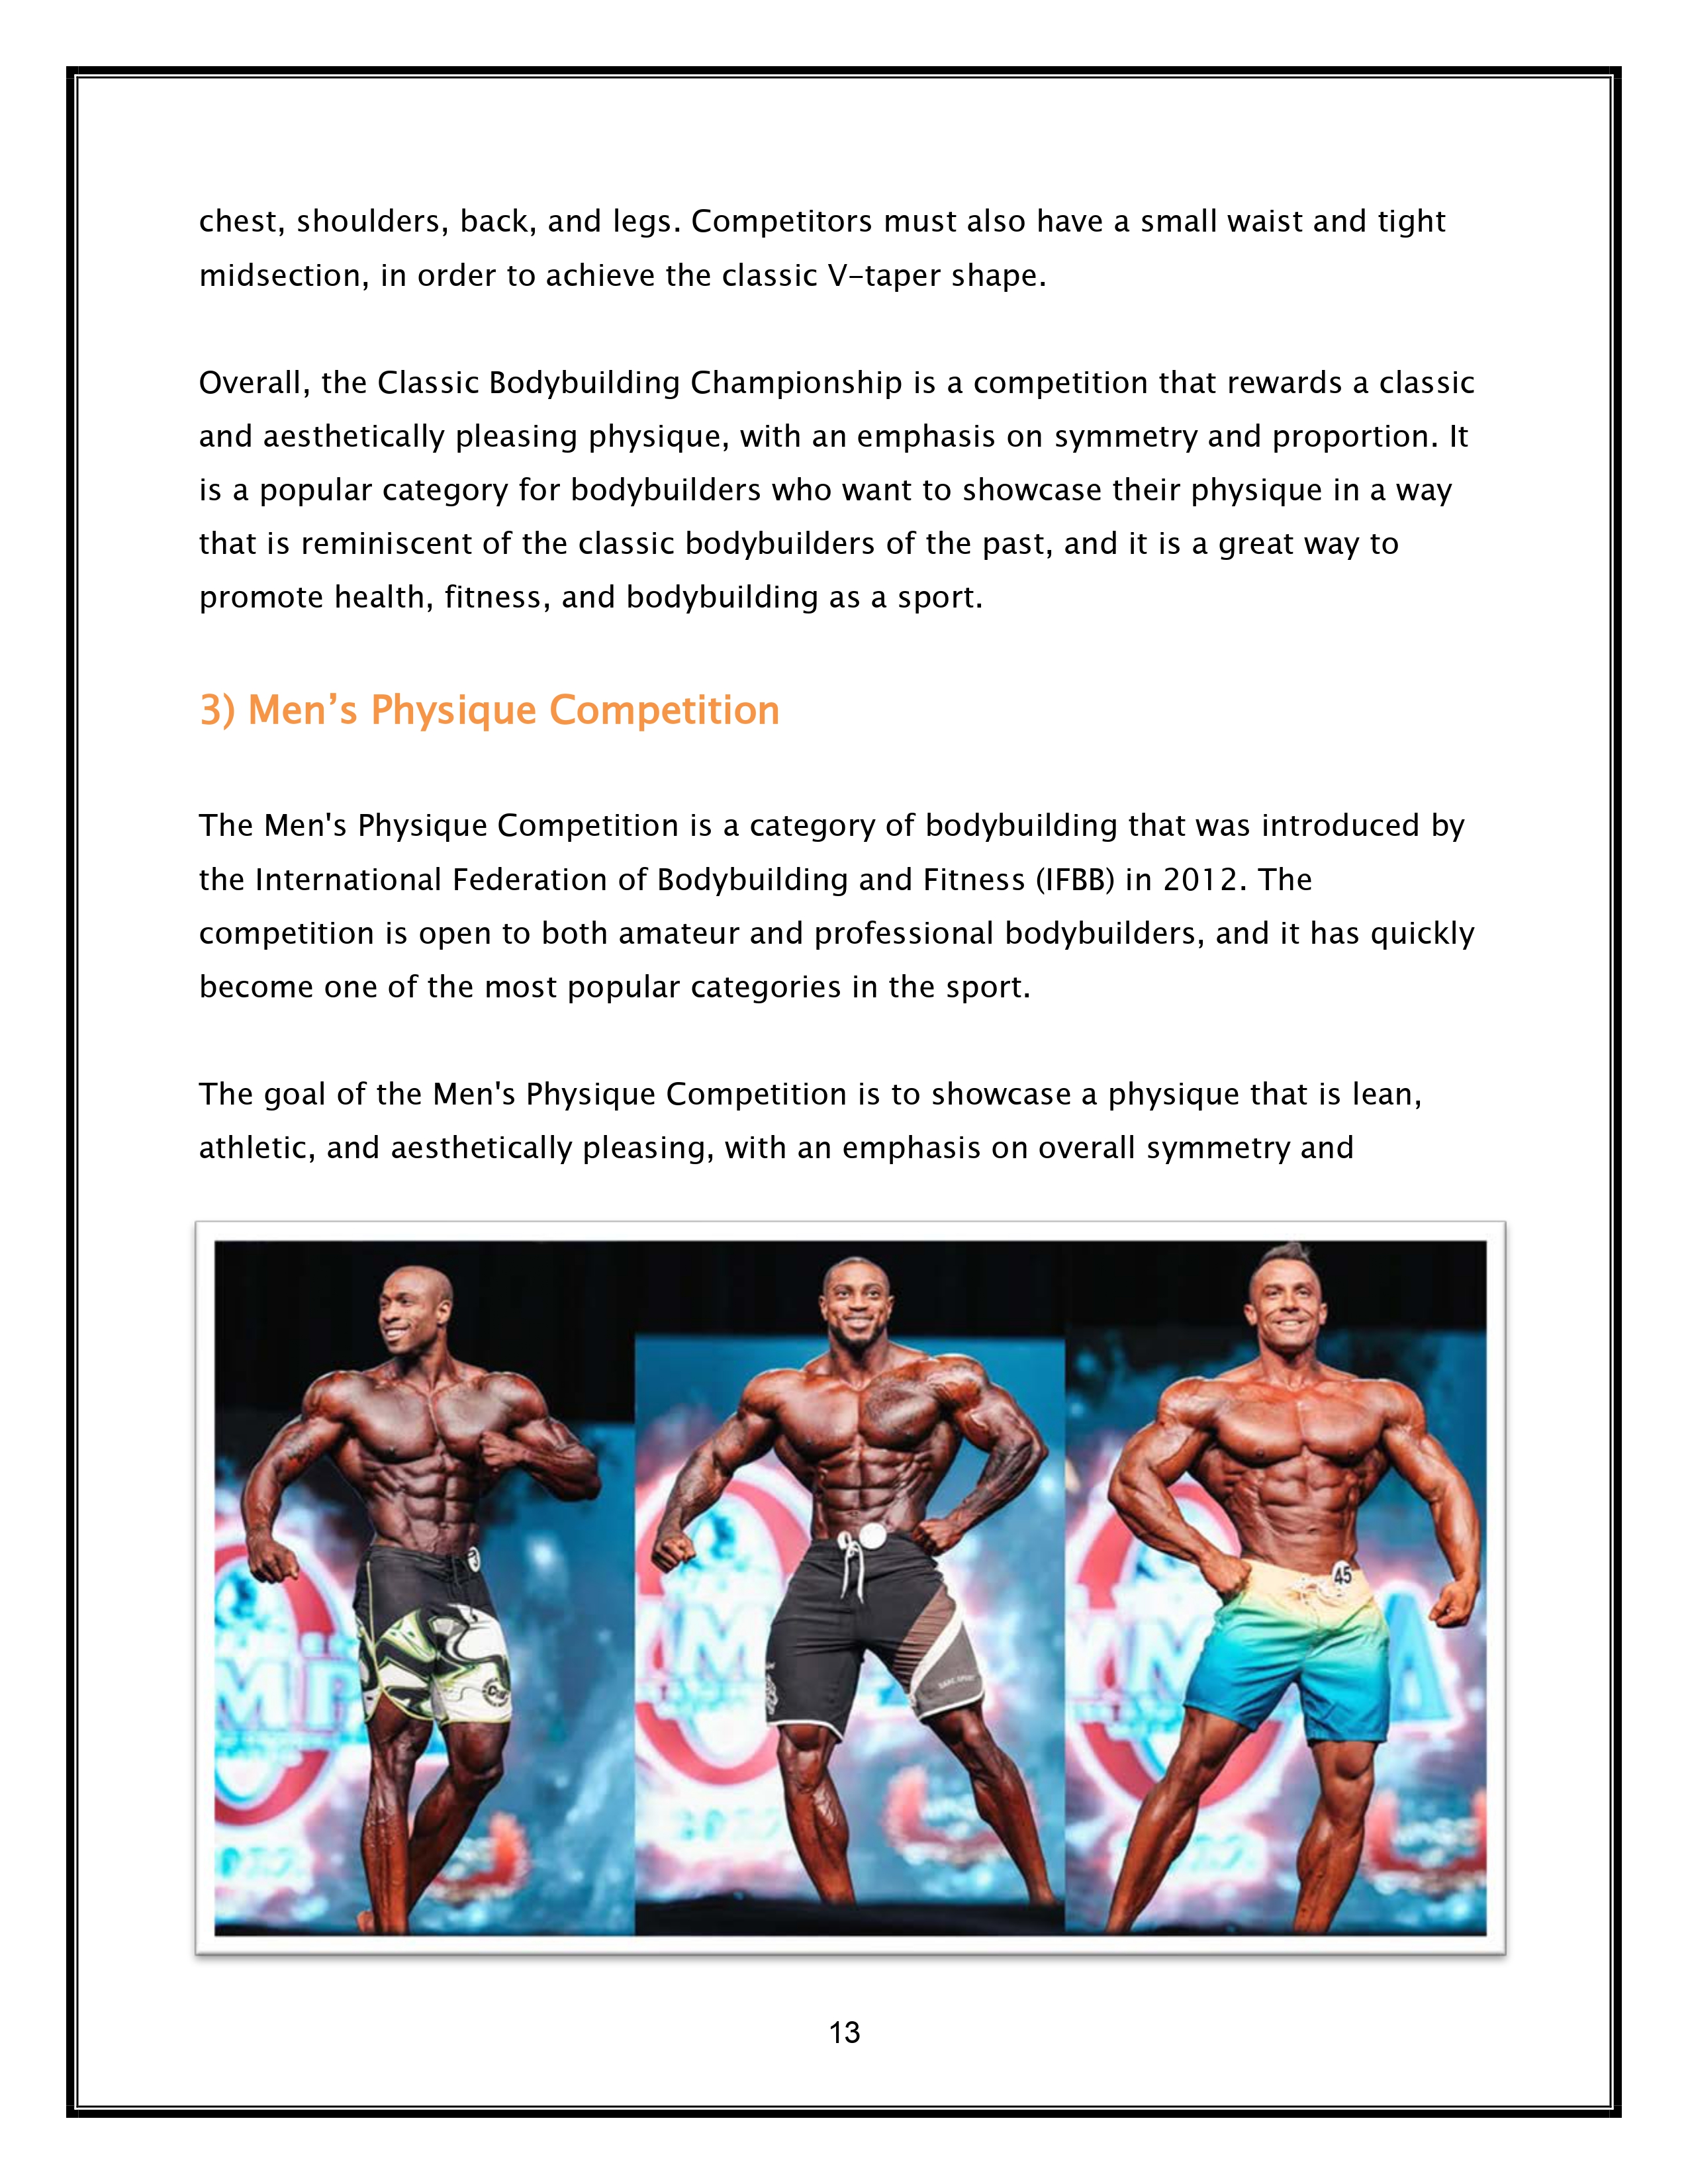 chest, shoulders, back, and legs. Competitors must also have a small waist and tight
midsection, in order to achieve the classic V-taper shape.
Overall, the Classic Bodybuilding Championship is a competition that rewards a classic
and aesthetically pleasing physique, with an emphasis on symmetry and proportion. It
is a popular category for bodybuilders who want to showcase their physique in a way
that is reminiscent of the classic bodybuilders of the past, and it is a great way to
promote health, fitness, and bodybuilding as a sport.
3) Men’s Physique Competition
The Men's Physique Competition is a category of bodybuilding that was introduced by
the International Federation of Bodybuilding and Fitness (IFBB) in 2012. The
competition is open to both amateur and professional bodybuilders, and it has quickly
become one of the most popular categories in the sport.
The goal of the Men's Physique Competition is to showcase a physique that is lean,
athletic, and aesthetically pleasing, with an emphasis on overall symmetry and
45
13